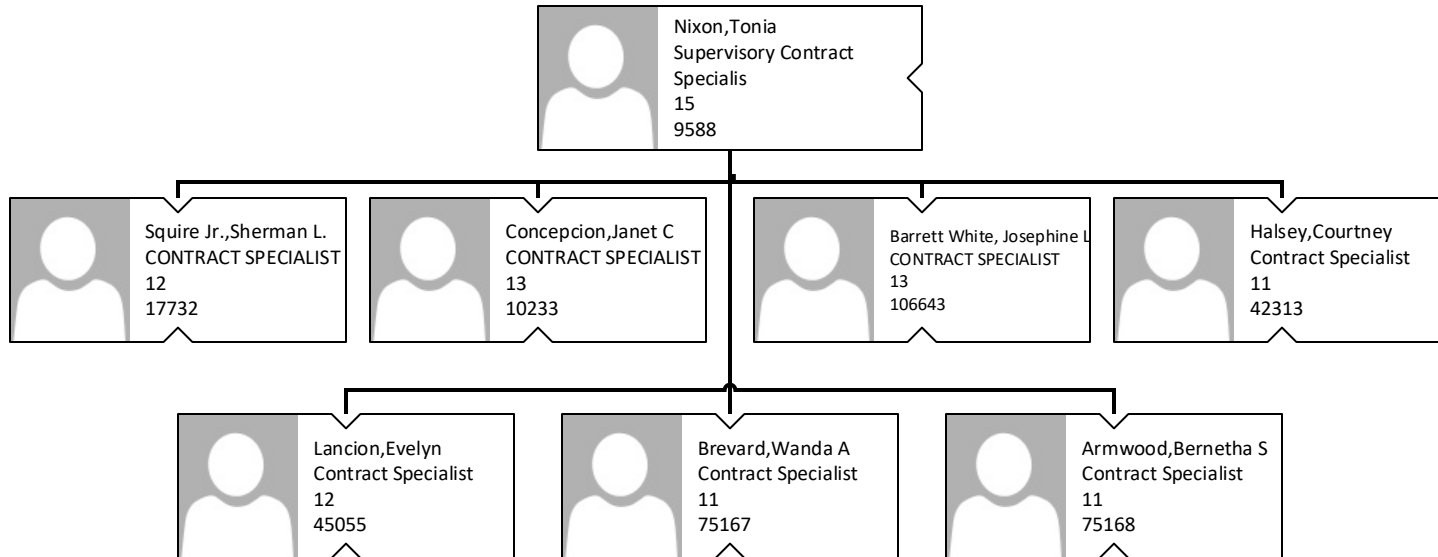 Nixon,Tonia
Supervisory Contract
Specialis
15
9588
Squire Jr.,Sherman L.
CONTRACT SPECIALIST
12
17732
Concepcion,Janet C
CONTRACT SPECIALIST
13
10233
Barrett White, Josephine L
CONTRACT SPECIALIST
13
106643
Halsey,Courtney
Contract Specialist
11
42313
Lancion,Evelyn
Contract Specialist
12
45055
Brevard,Wanda A
Contract Specialist
11
75167
Armwood,Bernetha S
Contract Specialist
11
75168